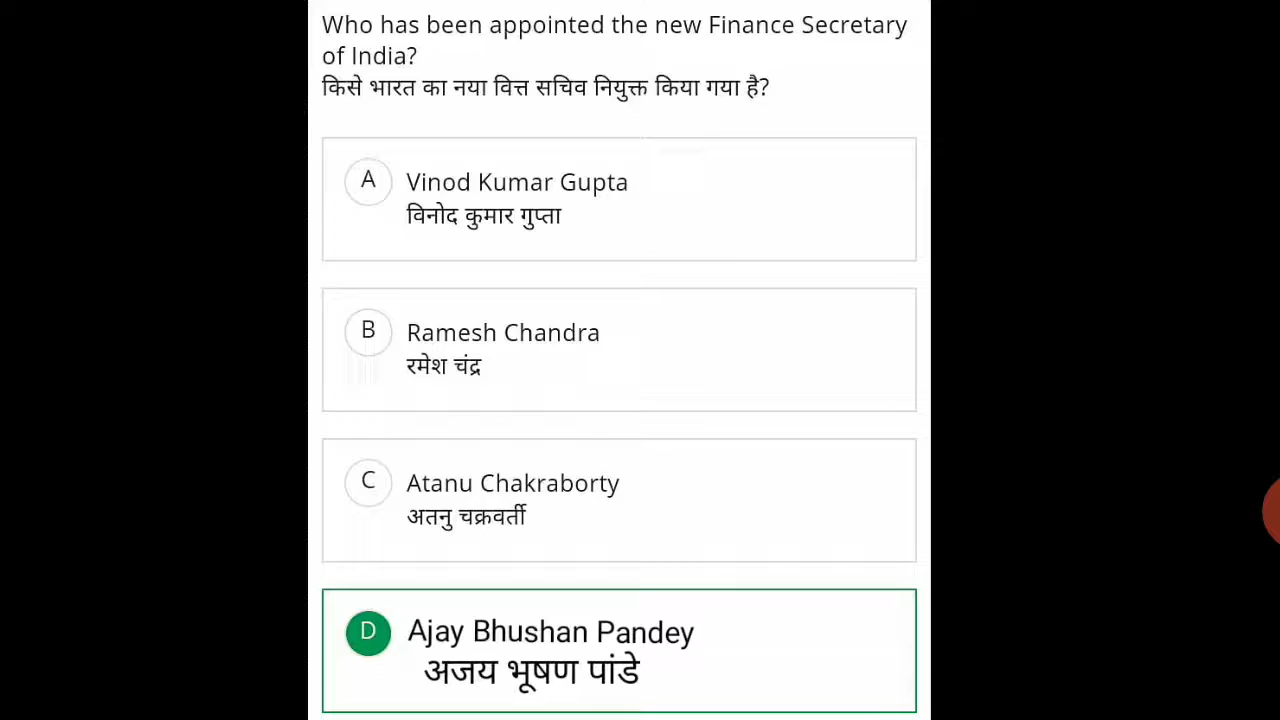 Who has been appointed the new Finance Secretary
of India?
किसे भारत का नया वित्त सचिव नियुक्त किया गया है?
A
Vinod Kumar Gupta
विनोद कुमार गुप्ता
B
Ramesh Chandra
रमेश चंद्र
C
Atanu Chakraborty
अतनु चक्रवर्ती
D
Ajay Bhushan Pandey
अजय भूषण पांडे